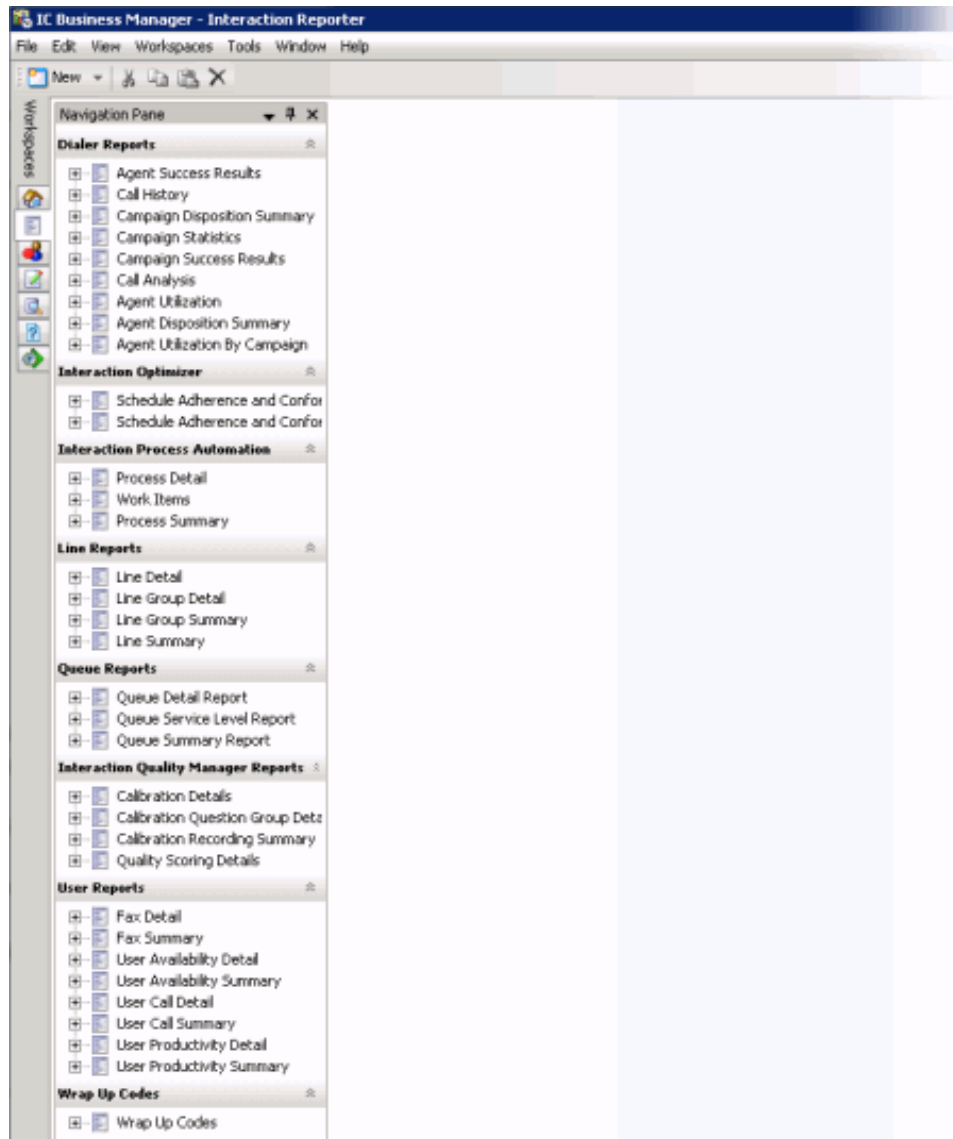 IC Business Manager - Interaction Reporter
File Edit View Workspaces Tools Window Help
New
Workspaces
Navigation Pane
Dialer Reports
Agent Success Results
Call History
Campaign Disposition Summary
Campaign Statistics
Campaign Success Results
Call Analysis
Agent Utilization
Agent Disposition Summary
Agent Utilization By Campaign
Interaction Optimizer
Schedule Adherence and Confor
Schedule Adherence and Confor
Interaction Process Automation
Process Detail
Work Items
Process Summary
Line Reports
Line Detail
Line Group Detail
Line Group Summary
Line Summary
Queue Reports
Queue Detail Report
Queue Service Level Report
Queue Summary Report
Interaction Quality Manager Reports
Calibration Details
Calibration Question Group Deta
Calibration Recording Summary
Quality Scoring Details
User Reports
Fax Detail
Fax Summary
User Availability Detail
User Availability Summary
User Call Detail
User Call Summary
User Productivity Detail
User Productivity Summary
Wrap Up Codes
Wrap Up Codes